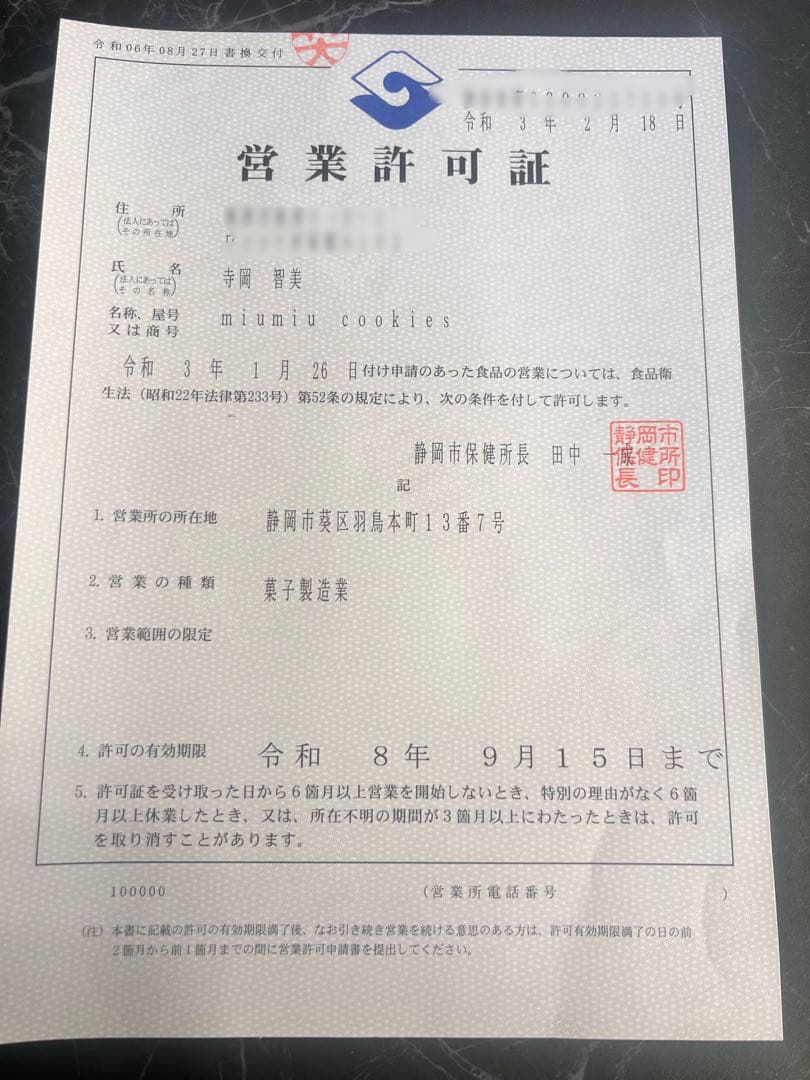 令和06年08月27日書換交付
大
令和 3 年 2 月 18 日
営業許可証
住所
(法人にあっては
その所在地)
氏名
(法人にあっては
その名称)
寺岡 智美
名称、屋号
又は商号
miumiu cookies
令和 3 年 1 月 26 日付け申請のあった食品の営業については、食品衛
生法(昭和22年法律第233号)第52条の規定により、次の条件を付して許可します。
静岡市保健所長 田中 一成
静岡市保健所長印
記
1. 営業所の所在地 静岡市葵区羽鳥本町13番7号
2. 営業の種類 菓子製造業
3. 営業範囲の限定
4. 許可の有効期限 令和 8年 9月15日まで
5. 許可証を受け取った日から6箇月以上営業を開始しないとき、特別の理由がなく6箇
月以上休業したとき、又は、所在不明の期間が3箇月以上にわたったときは、許可
を取り消すことがあります。
100000 (営業所電話番号 )
(注) 本書に記載の許可の有効期限満了後、なお引き続き営業を続ける意思のある方は、許可有効期限満了の日の前
2箇月から前1箇月までの間に営業許可申請書を提出してください。